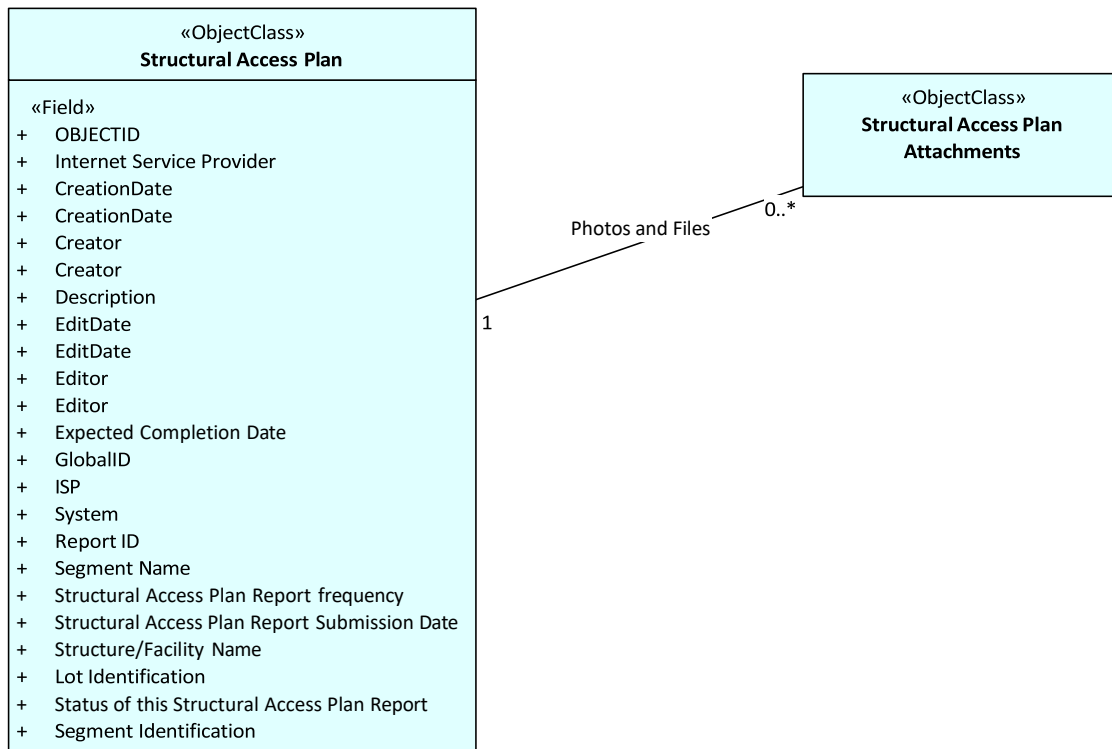 «ObjectClass»
Structural Access Plan
«Field»
+ OBJECTID
+ Internet Service Provider
+ CreationDate
+ CreationDate
+ Creator
+ Creator
+ Description
+ EditDate
+ EditDate
+ Editor
+ Editor
+ Expected Completion Date
+ GlobalID
+ ISP
+ System
+ Report ID
+ Segment Name
+ Structural Access Plan Report frequency
+ Structural Access Plan Report Submission Date
+ Structure/Facility Name
+ Lot Identification
+ Status of this Structural Access Plan Report
+ Segment Identification
«ObjectClass»
Structural Access Plan
Attachments
0..*
Photos and Files
1